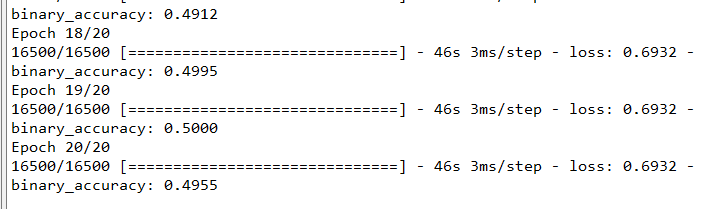 binary_accuracy: 0.4912
Epoch 18/20
16500/16500 [==============================] - 46s 3ms/step - loss: 0.6932 -
binary_accuracy: 0.4995
Epoch 19/20
16500/16500 [==============================] - 46s 3ms/step - loss: 0.6932 -
binary_accuracy: 0.5000
Epoch 20/20
16500/16500 [==============================] - 46s 3ms/step - loss: 0.6932 -
binary_accuracy: 0.4955